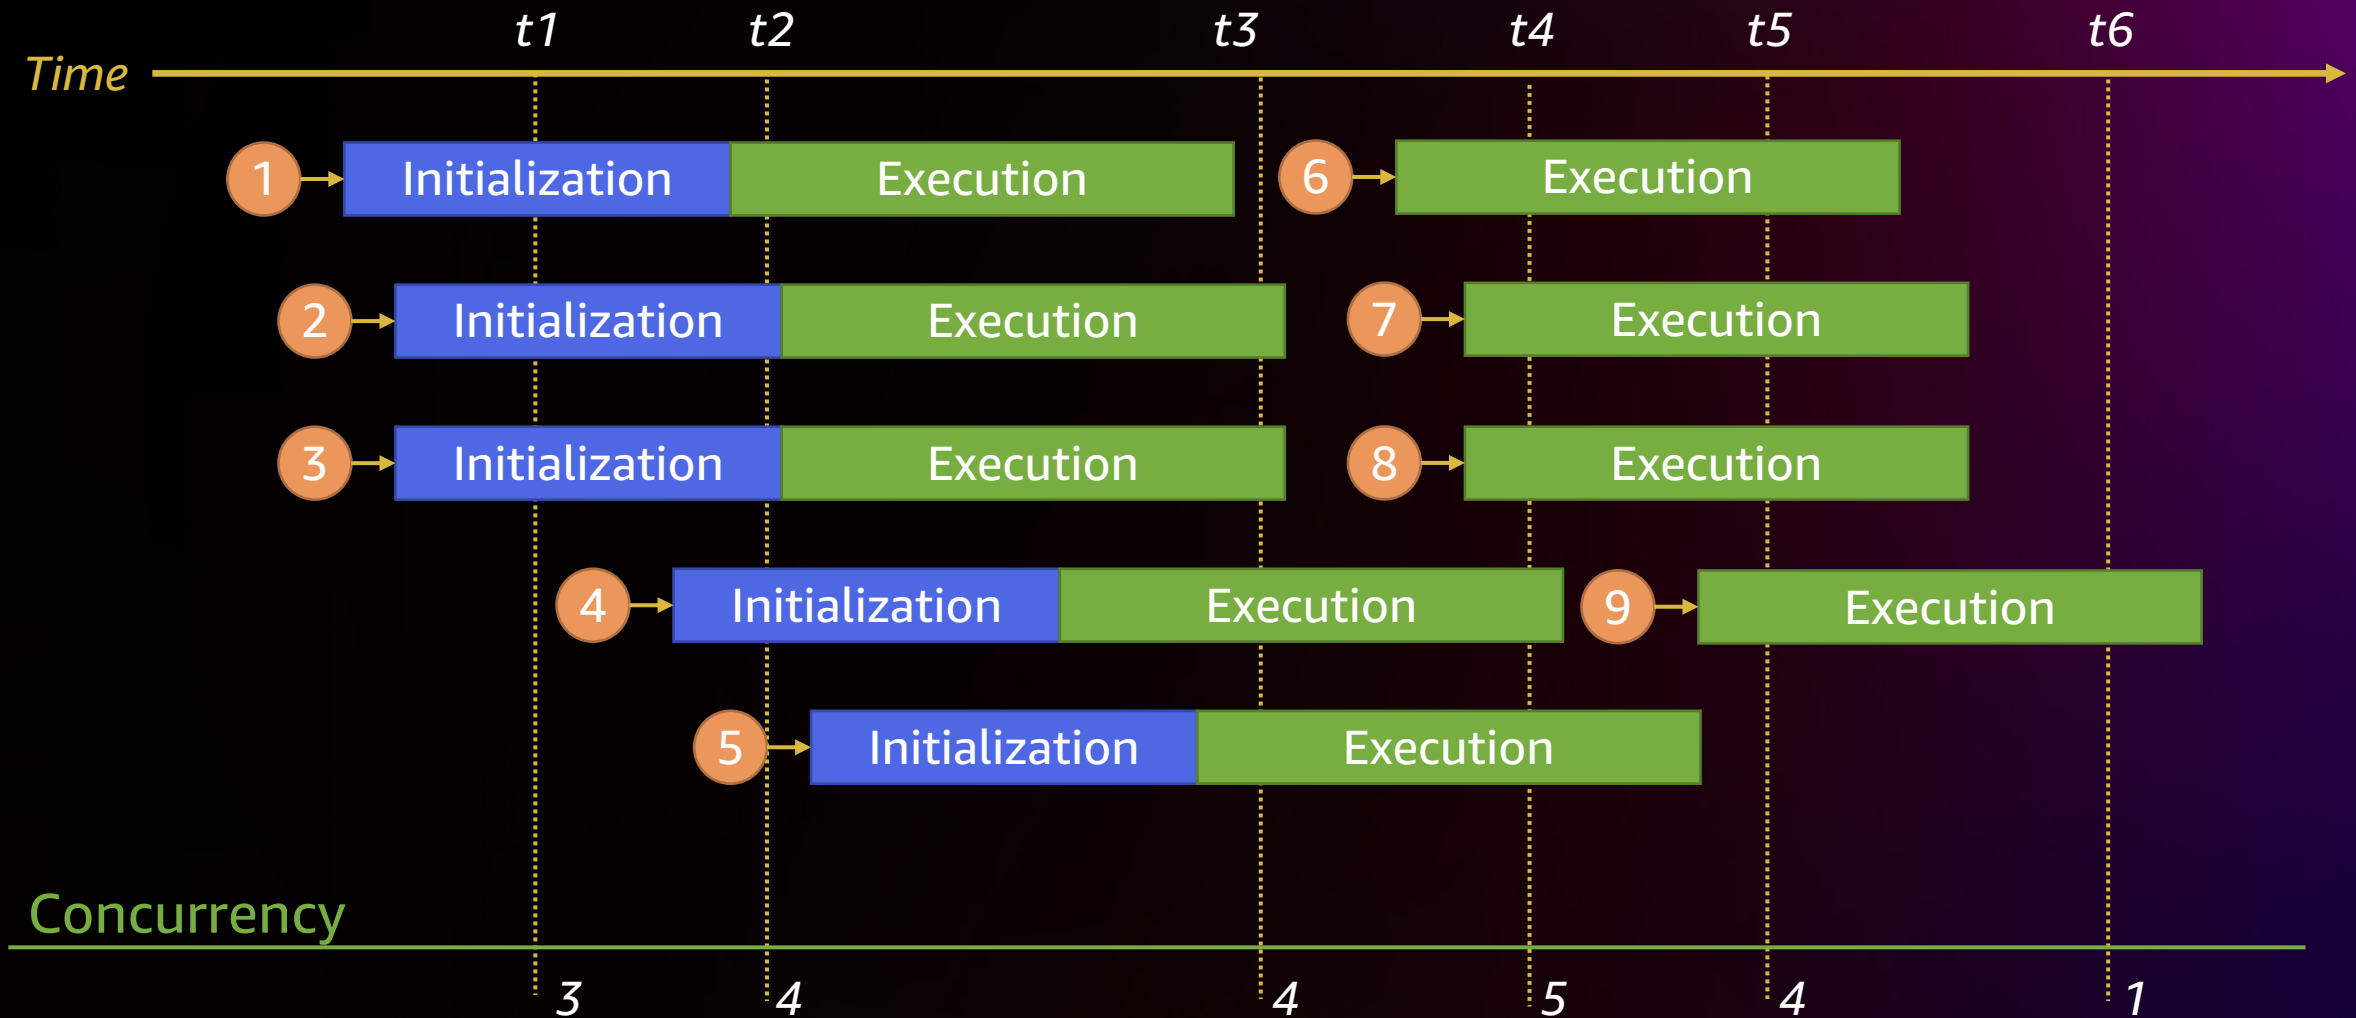 t1 t2 t3 t4 t5 t6
Time
1 Initialization Execution 6 Execution
2 Initialization Execution 7 Execution
3 Initialization Execution 8 Execution
4 Initialization Execution 9 Execution
5 Initialization Execution
Concurrency
3 4 4 5 4 1